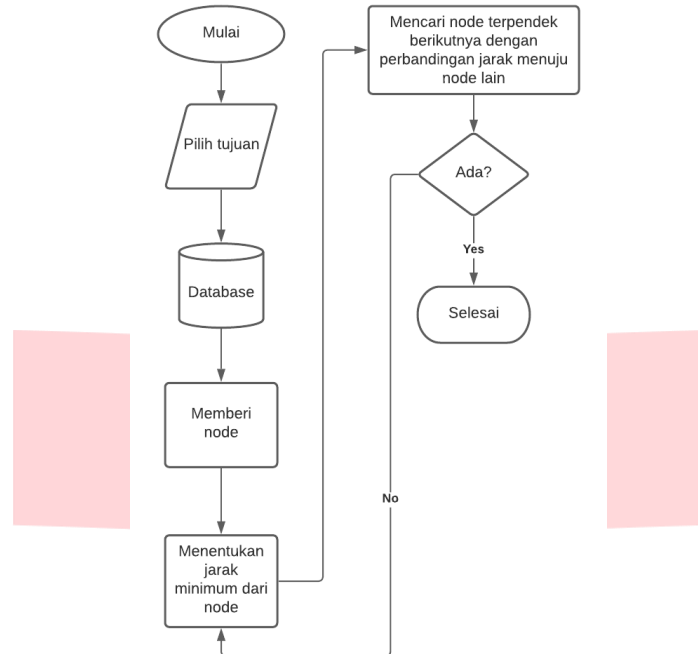 Mulai
Pilih tujuan
Database
Memberi
node
Menentukan
jarak
minimum dari
node
Mencari node terpendek
berikutnya dengan
perbandingan jarak menuju
node lain
Ada?
Yes
Selesai
No